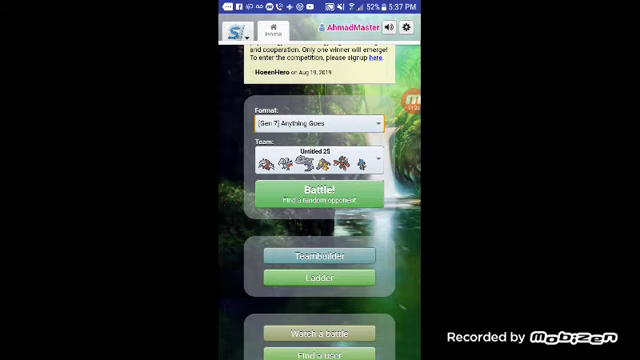 52% 5:37 PM
Home
AhmadMaster
and cooperation. Only one winner will emerge!
To enter the competition, please signup here.
HoeenHero on Aug 19, 2019
Format:
[Gen 7] Anything Goes
Team:
Untitled 25
Battle!
Find a random opponent
Teambuilder
Ladder
Watch a battle
Find a user
Recorded by Mobizen